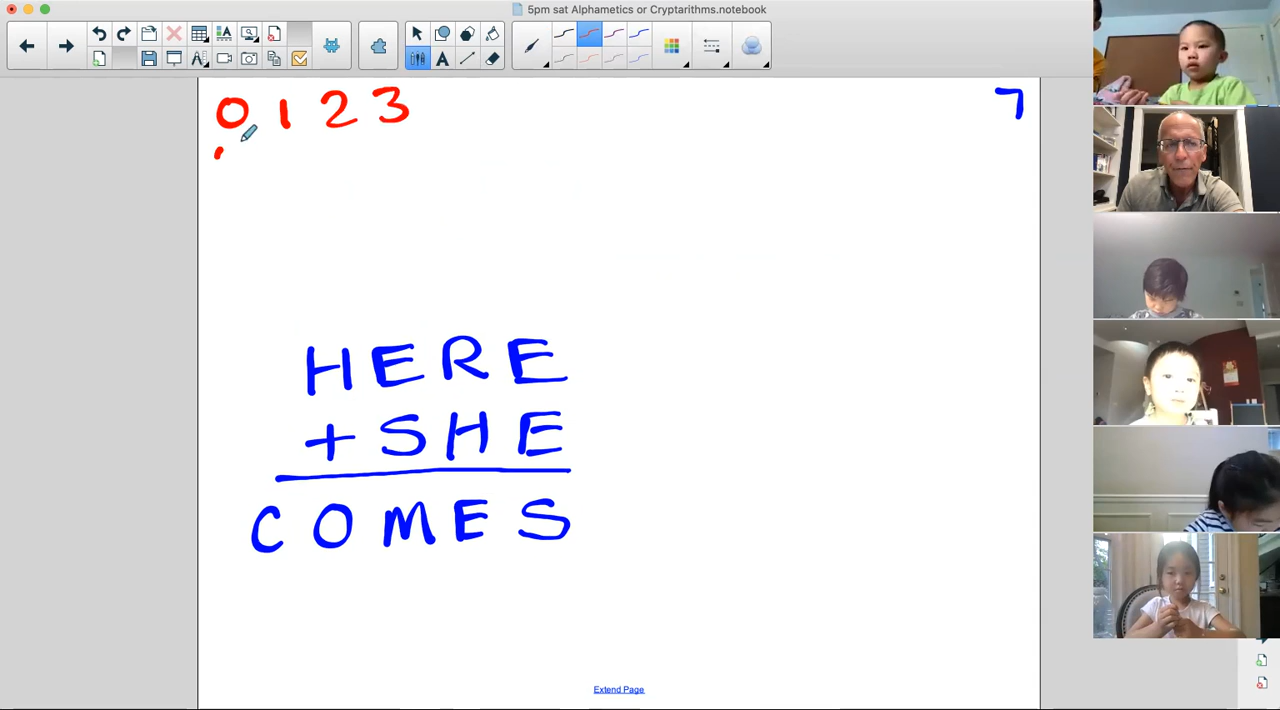 5pm sat Alphametics or Cryptarithms.notebook
0 1 2 3 7
HERE
+ SHE
COMES
Extend Page